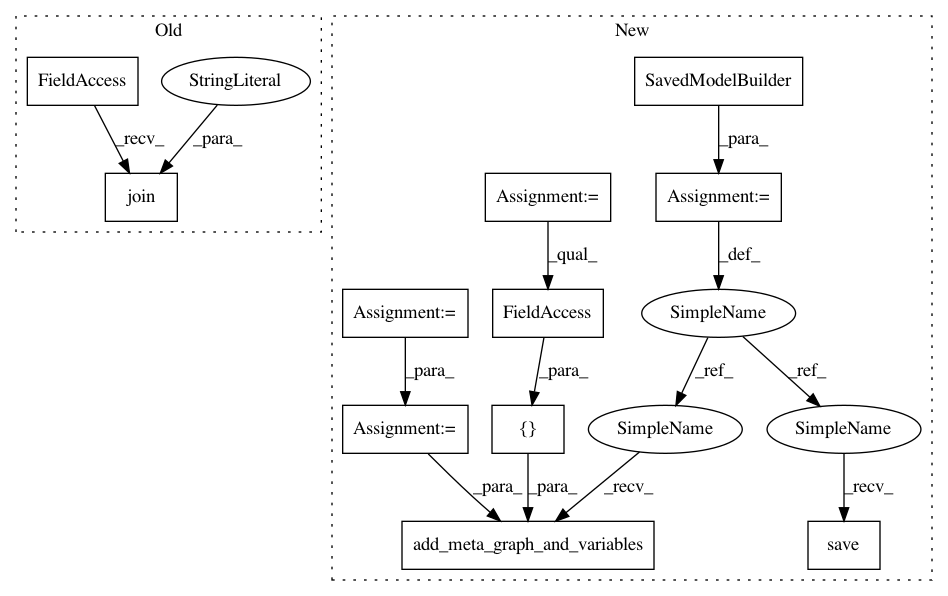 Old
New
FieldAccess
StringLiteral
SavedModelBuilder
_recv_
_para_
_para_
join
Assignment:=
Assignment:=
_qual_
_def_
Assignment:=
FieldAccess
SimpleName
_para_
_para_
_ref_
_ref_
Assignment:=
{}
SimpleName
SimpleName
_para_
_para_
_recv_
_recv_
add_meta_graph_and_variables
save